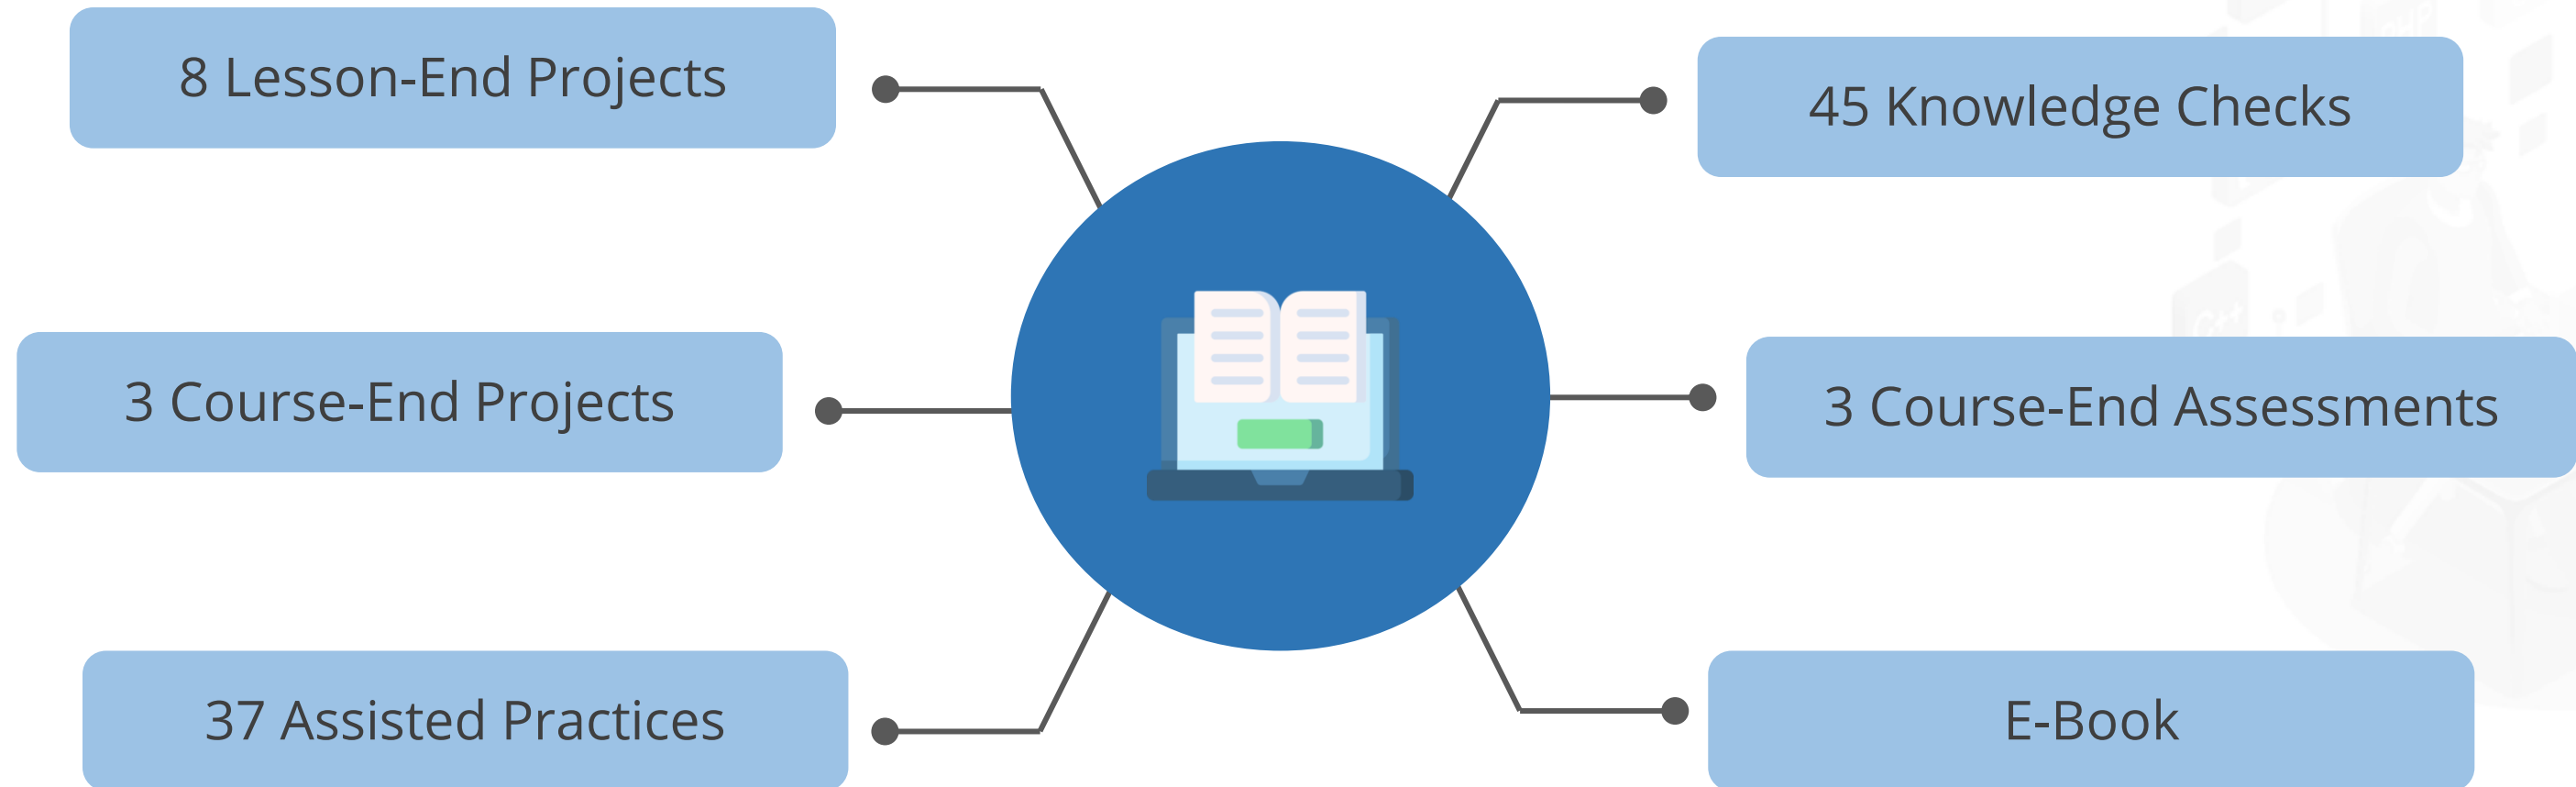 8 Lesson-End Projects
45 Knowledge Checks
3 Course-End Projects
3 Course-End Assessments
37 Assisted Practices
E-Book
C++